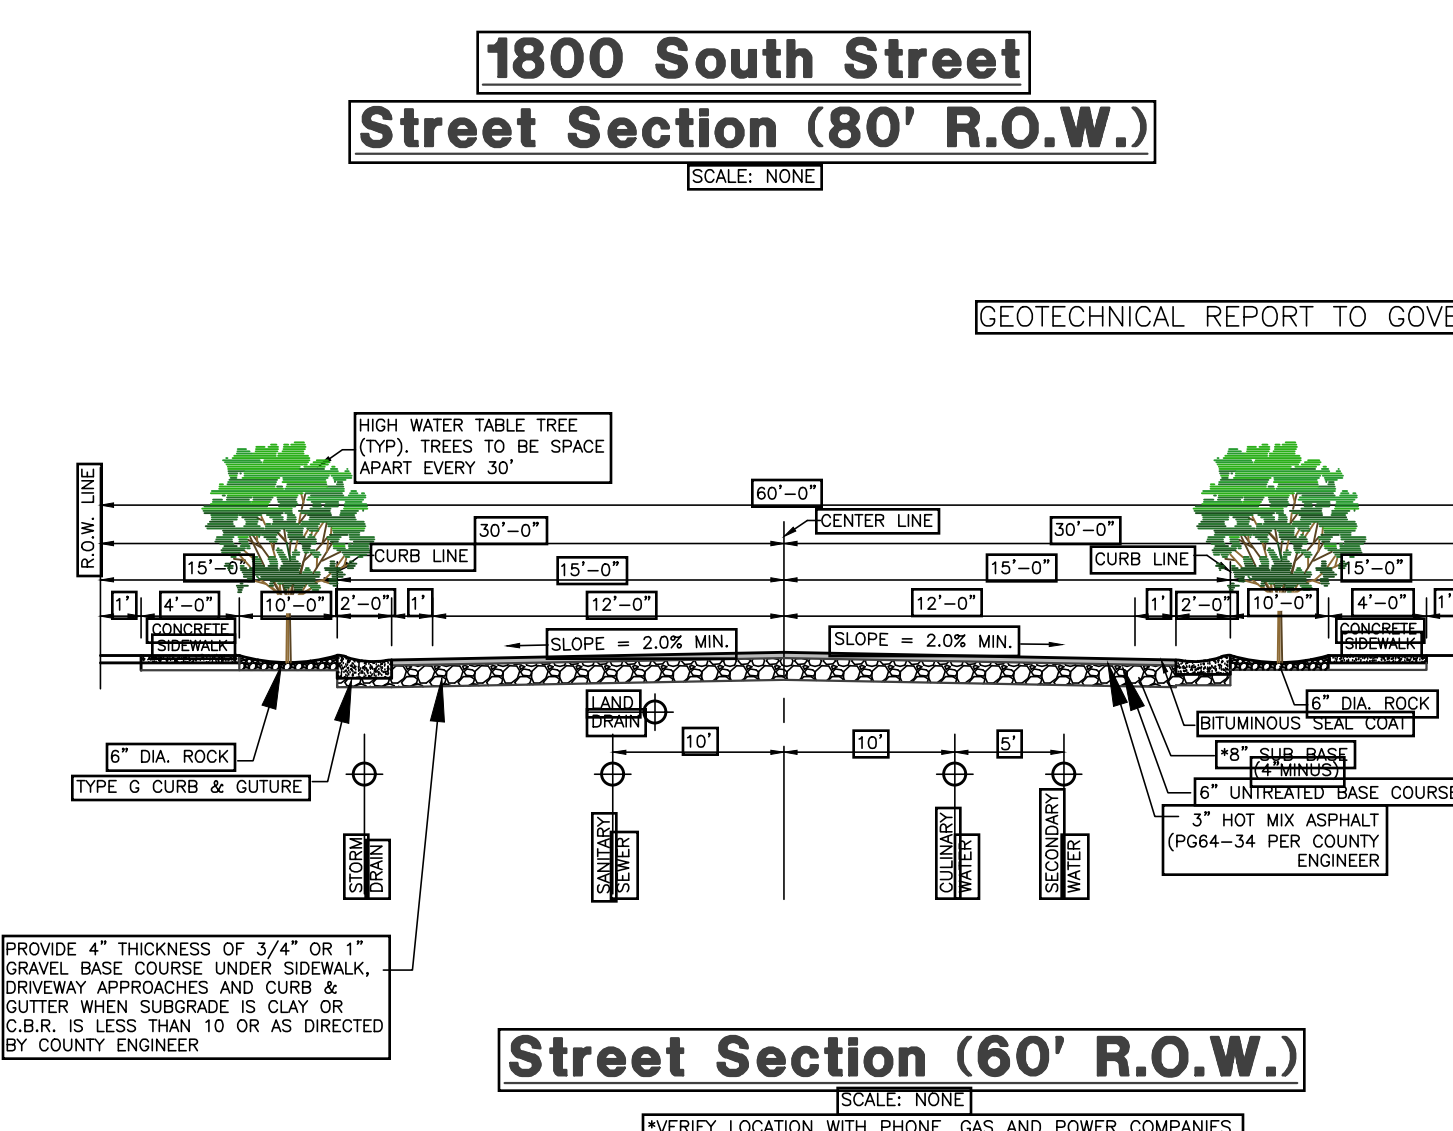 1800 South Street
Street Section (80' R.O.W.)
SCALE: NONE
GEOTECHNICAL REPORT TO
HIGH WATER TABLE TREE
(TYP). TREES TO BE SPACE
APART EVERY 30'
R.O.W. LINE
60'-0"
CENTER LINE
30'-0"
30'-0"
CURB LINE
CURB LINE
15'-0"
15'-0"
15'-0"
15'-0"
1'
4'-0"
10'-0"
2'-0"
1'
12'-0"
12'-0"
1'
2'-0"
10'-0"
4'-0"
1'
CONCRETE
SIDEWALK
SLOPE = 2.0% MIN.
SLOPE = 2.0% MIN.
CONCRETE
SIDEWALK
LAND
DRAIN
6" DIA. ROCK
BITUMINOUS SEAL COAT
10'
10'
5'
6" DIA. ROCK
*8" SUB BASE
(4"MINUS)
TYPE G CURB & GUTURE
6" UNTREATED BASE COURSE
3" HOT MIX ASPHALT
(PG64-34 PER COUNTY
ENGINEER
STORM
DRAIN
SANITARY
SEWER
CULINARY
WATER
SECONDARY
WATER
PROVIDE 4" THICKNESS OF 3/4" OR 1"
GRAVEL BASE COURSE UNDER SIDEWALK,
DRIVEWAY APPROACHES AND CURB &
GUTTER WHEN SUBGRADE IS CLAY OR
C.B.R. IS LESS THAN 10 OR AS DIRECTED
BY COUNTY ENGINEER
Street Section (60' R.O.W.)
SCALE: NONE
*VERIFY LOCATION WITH PHONE, GAS AND POWER COMPANIES